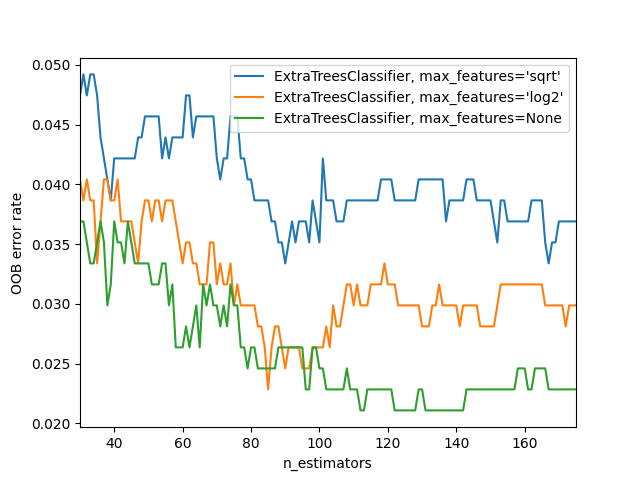 0.050
0.045
0.040
0.035
0.030
0.025
0.020
OOB error rate
ExtraTreesClassifier, max_features='sqrt'
ExtraTreesClassifier, max_features='log2'
ExtraTreesClassifier, max_features=None
40 60 80 100 120 140 160
n_estimators